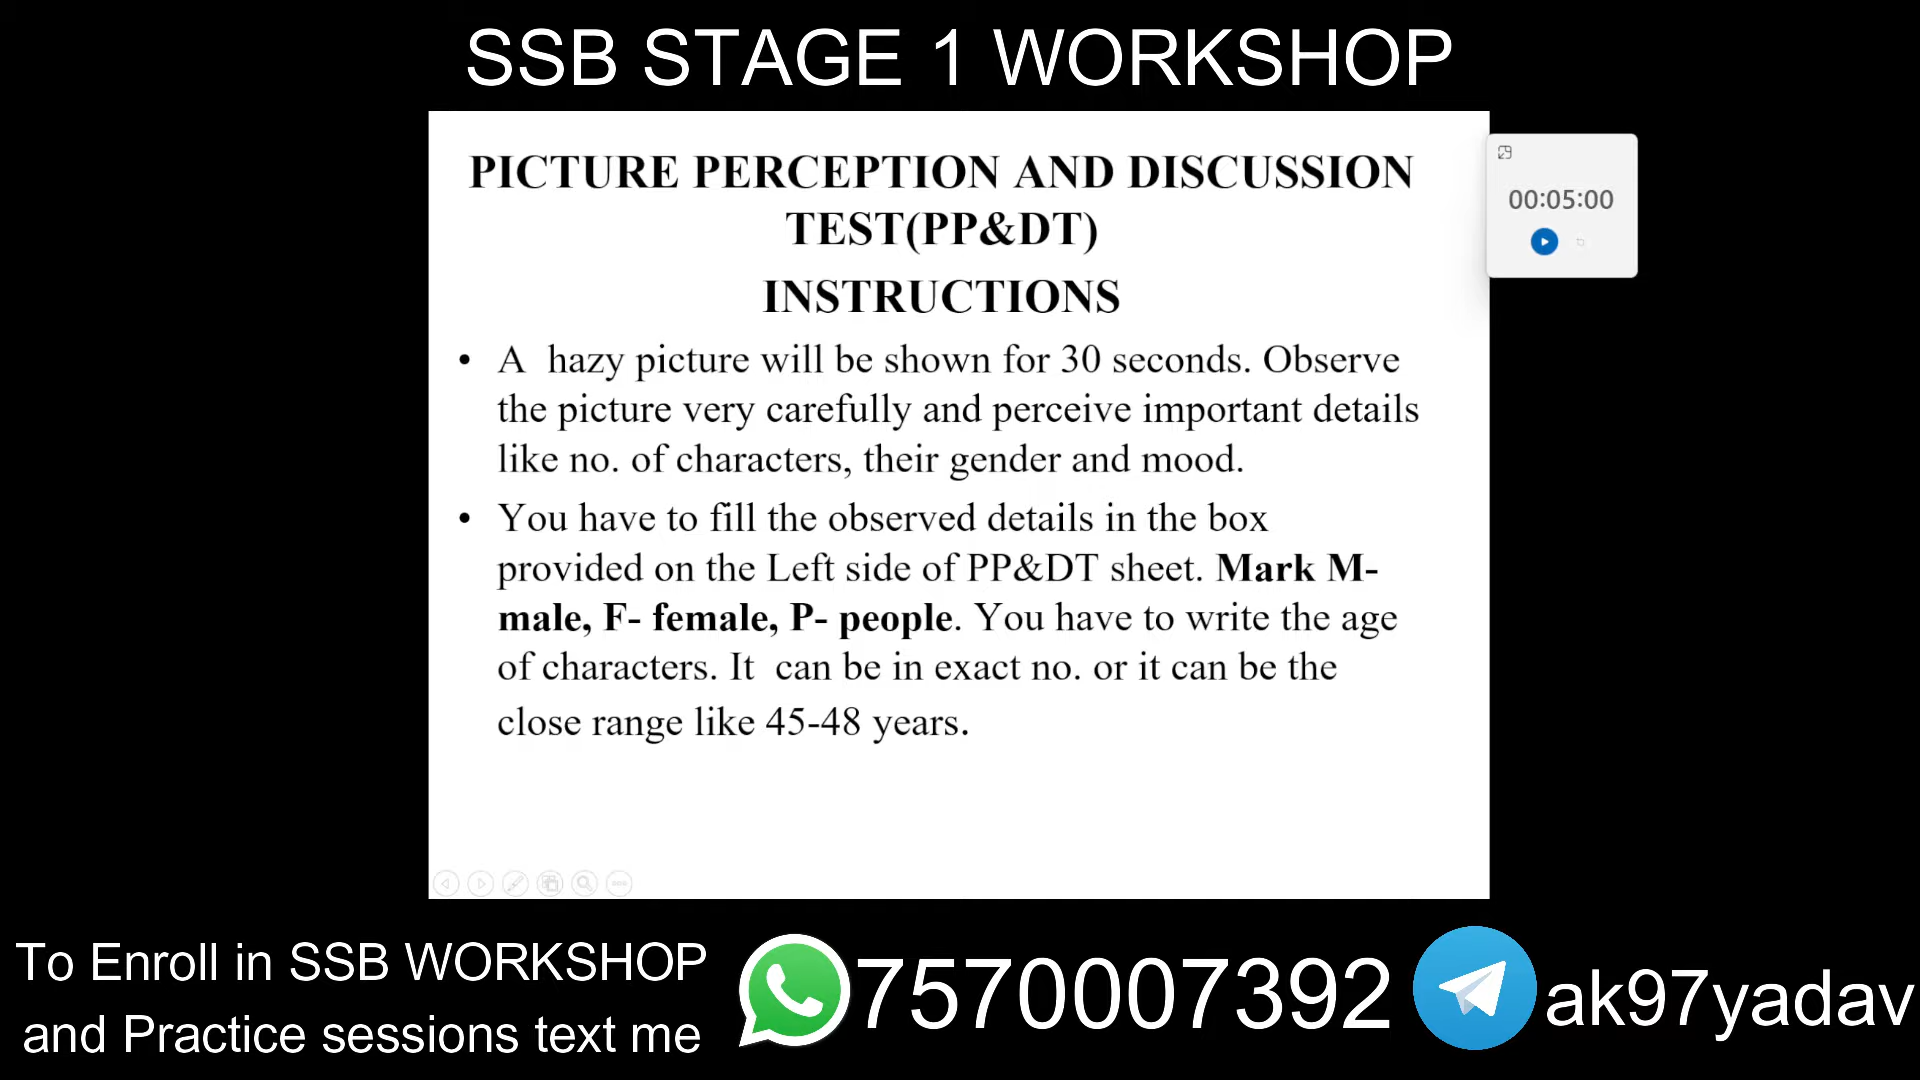 SSB STAGE 1 WORKSHOP
PICTURE PERCEPTION AND DISCUSSION
TEST(PP&DT)
INSTRUCTIONS
00:05:00
• A hazy picture will be shown for 30 seconds. Observe
the picture very carefully and perceive important details
like no. of characters, their gender and mood.
• You have to fill the observed details in the box
provided on the Left side of PP&DT sheet. Mark M-
male, F- female, P- people. You have to write the age
of characters. It can be in exact no. or it can be the
close range like 45-48 years.
To Enroll in SSB WORKSHOP
and Practice sessions text me
7570007392
ak97yadav